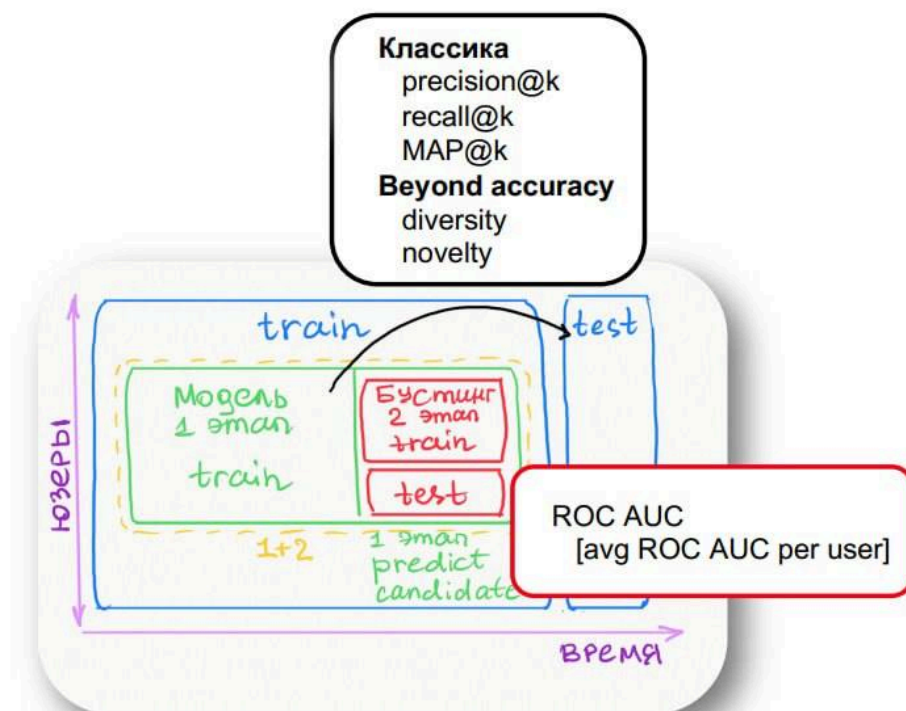 Классика
precision@k
recall@k
MAP@k
Beyond accuracy
diversity
novelty
train
test
Модель
1 этап
train
Бустинг
2 этап
train
test
1+2
1 этап
predict
candidate
ROC AUC
[avg ROC AUC per user]
юзеры
время